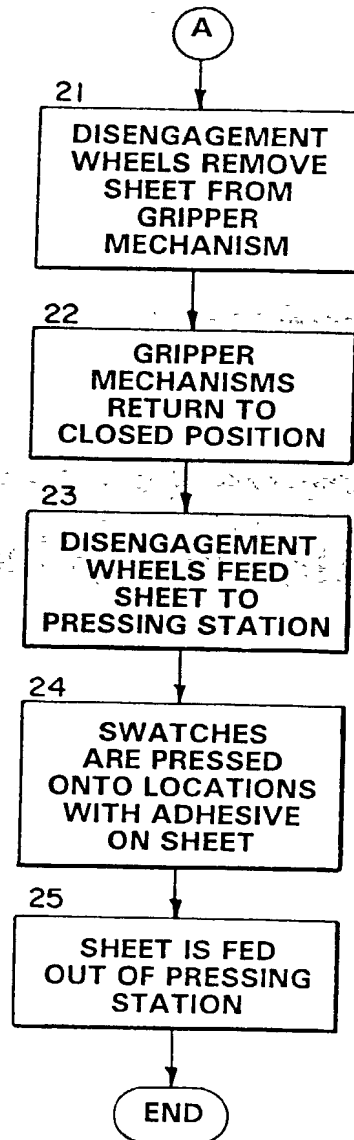 A
21
DISENGAGEMENT
WHEELS REMOVE
SHEET FROM
GRIPPER
MECHANISM
22
GRIPPER
MECHANISMS
RETURN TO
CLOSED POSITION
23
DISENGAGEMENT
WHEELS FEED
SHEET TO
PRESSING STATION
24
SWATCHES
ARE PRESSED
ONTO LOCATIONS
WITH ADHESIVE
ON SHEET
25
SHEET IS FED
OUT OF PRESSING
STATION
END